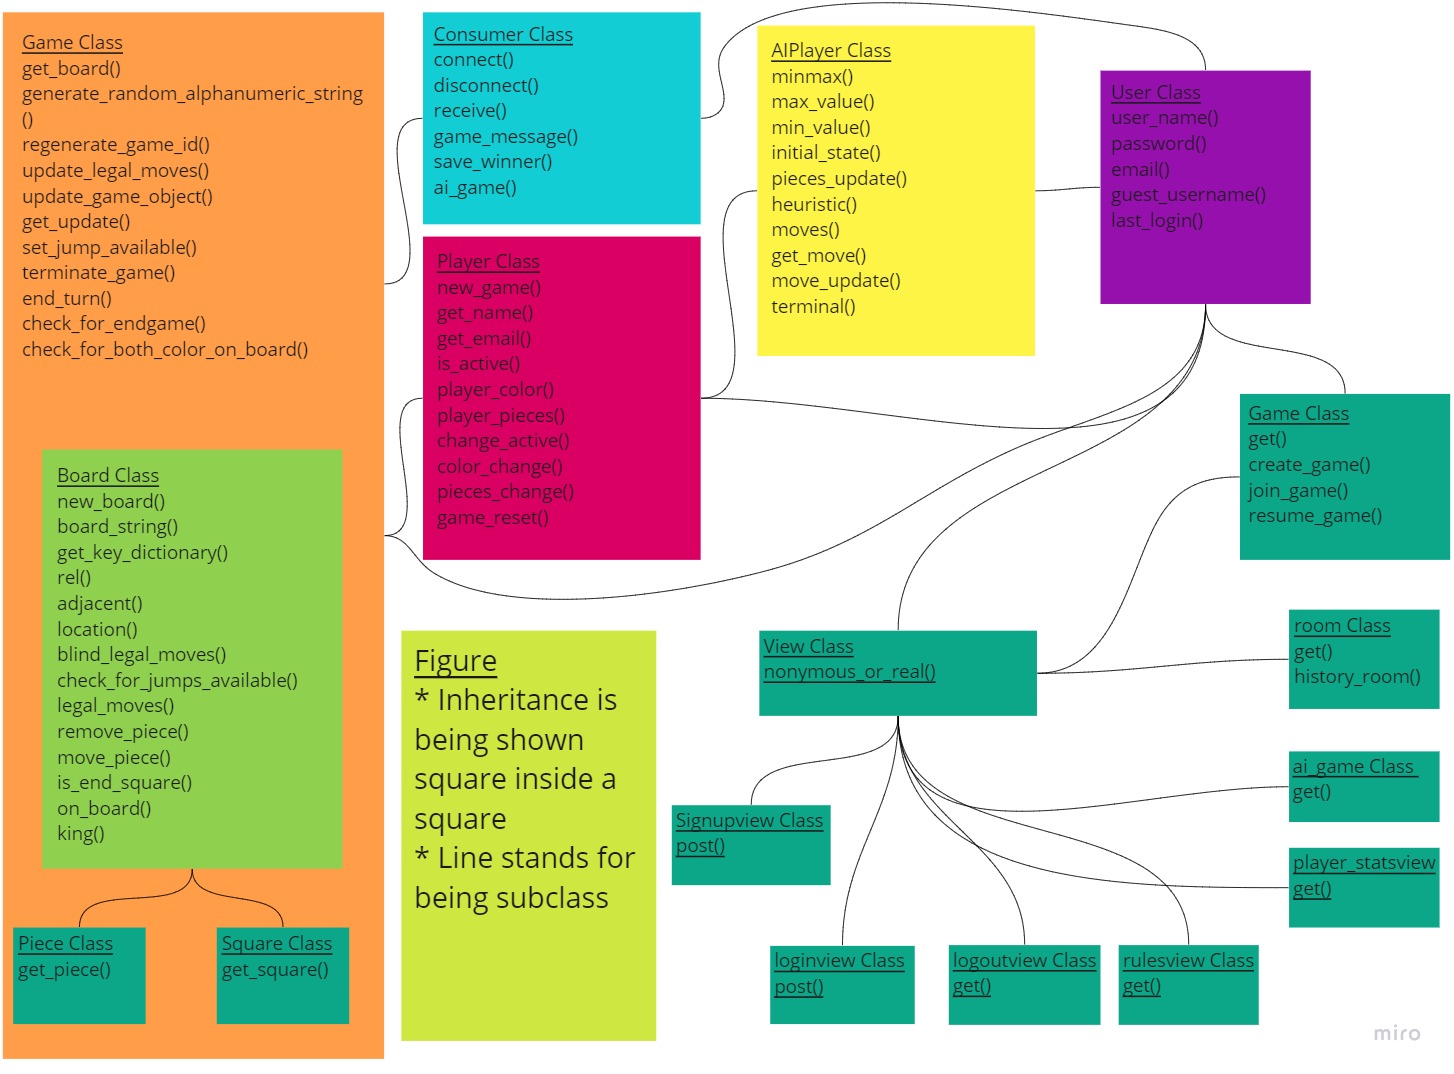 Game Class
get_board()
generate_random_alphanumeric_string
()
regenerate_game_id()
update_legal_moves()
update_game_object()
get_update()
set_jump_available()
terminate_game()
end_turn()
check_for_endgame()
check_for_both_color_on_board()
Board Class
new_board()
board_string()
get_key_dictionary()
rel()
adjacent()
location()
blind_legal_moves()
check_for_jumps_available()
legal_moves()
remove_piece()
move_piece()
is_end_square()
on_board()
king()
Piece Class
get_piece()
Square Class
get_square()
Consumer Class
connect()
disconnect()
receive()
game_message()
save_winner()
ai_game()
Player Class
new_game()
get_name()
get_email()
is_active()
player_color()
player_pieces()
change_active()
color_change()
pieces_change()
game_reset()
Figure
* Inheritance is
being shown
square inside a
square
* Line stands for
being subclass
AIPlayer Class
minmax()
max_value()
min_value()
initial_state()
pieces_update()
heuristic()
moves()
get_move()
move_update()
terminal()
User Class
user_name()
password()
email()
guest_username()
last_login()
Game Class
get()
create_game()
join_game()
resume_game()
View Class
nonymous_or_real()
room Class
get()
history_room()
ai_game Class
get()
player_statsview
get()
Signupview Class
post()
loginview Class
post()
logoutview Class
get()
rulesview Class
get()
miro